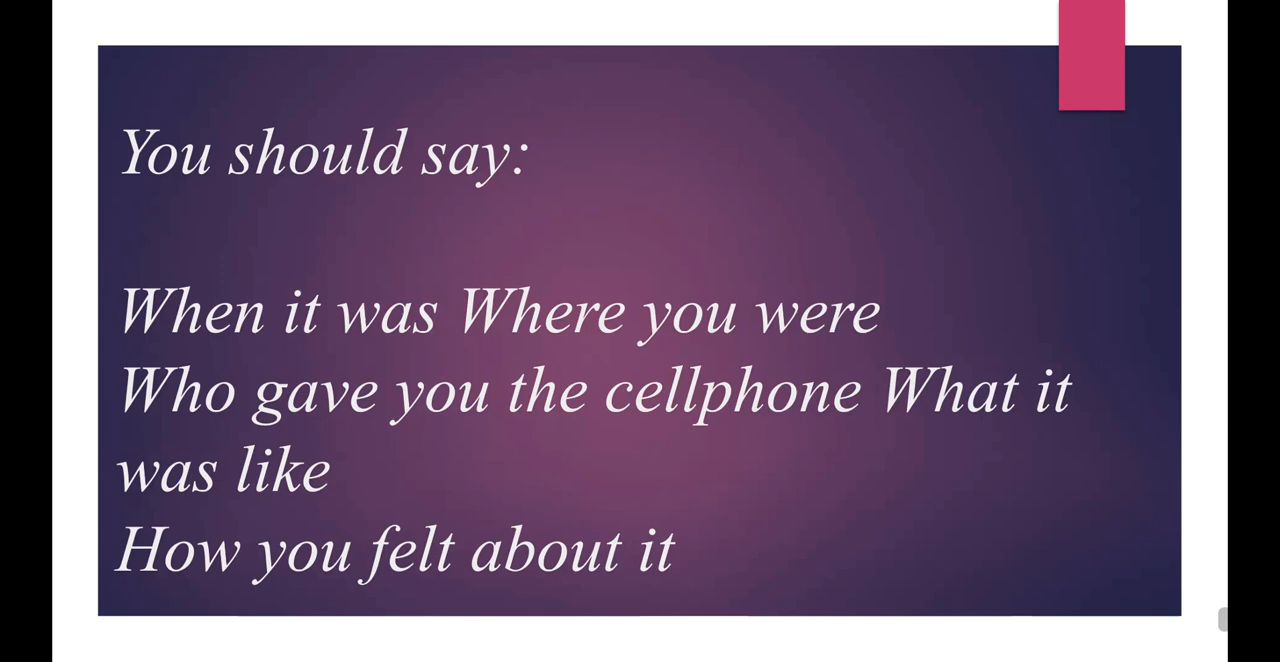 You should say:
When it was Where you were
Who gave you the cellphone What it
was like
How you felt about it